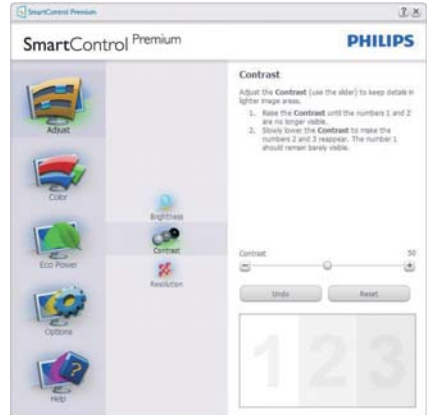 SmartControl Premium
SmartControl Premium
PHILIPS
Adjust
Color
Eco Power
Options
Help
Brightness
Contrast
Resolution
Contrast
Adjust the Contrast (use the slider) to keep details in
lighter image areas.
1. Raise the Contrast until the numbers 1 and 2
are no longer visible.
2. Slowly lower the Contrast to make the
numbers 2 and 3 reappear. The number 1
should remain barely visible.
Contrast 50
Undo Reset
1 2 3